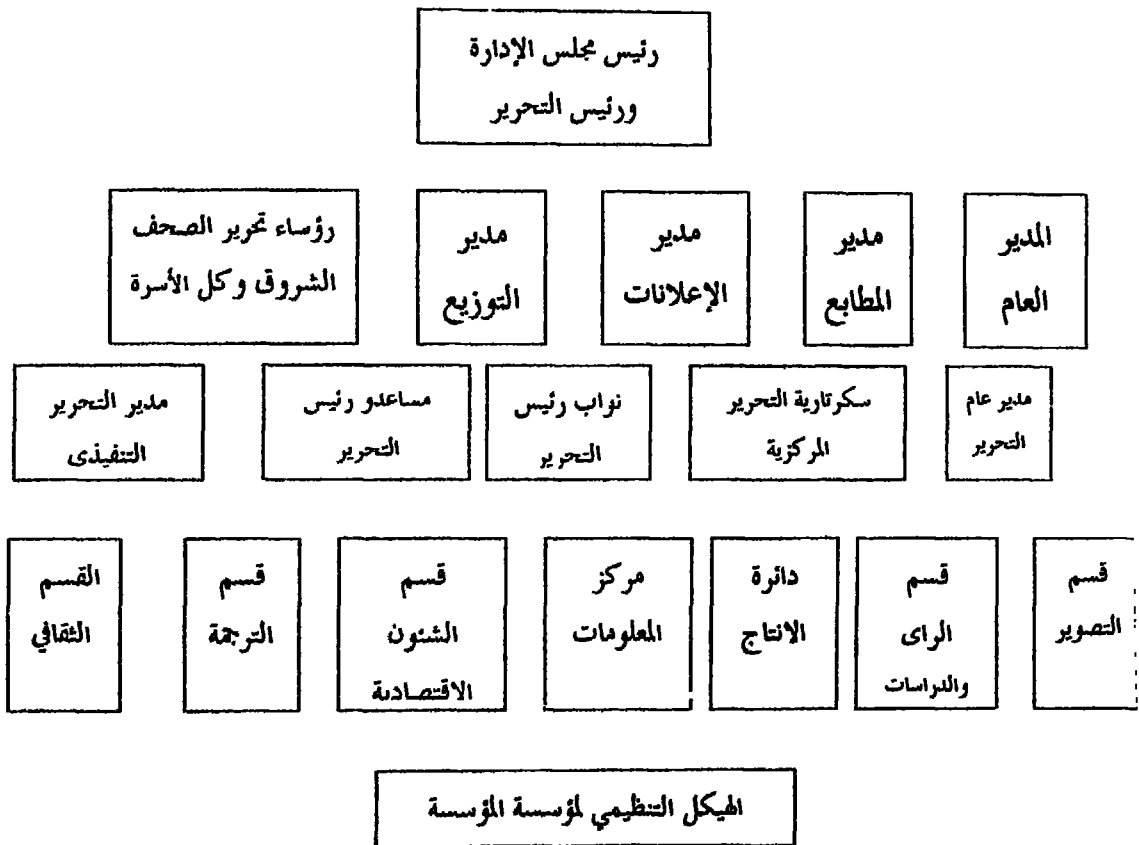 رئيس مجلس الإدارة
ورئيس التحرير
المدير
العام
مدير
المطابع
مدير
الإعلانات
مدير
التوزيع
رؤساء تحرير الصحف
الشروق وكل الأسرة
مدير عام
التحرير
سكرتارية التحرير
المركزية
نواب رئيس
التحرير
مساعدو رئيس
التحرير
مدير التحرير
التنفيذى
قسم
التصوير
قسم
الراى
والدراسات
دائرة
الانتاج
مركز
المعلومات
قسم
الشئون
الاقتصادية
قسم
الترجمة
القسم
الثقافي
الهيكل التنظيمي لمؤسسة المؤسسة